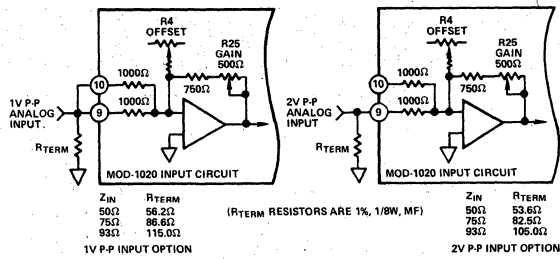 R4
OFFSET
R25
GAIN
500Ω
1000Ω
750Ω
10
1V P-P
ANALOG
INPUT
9
1000Ω
RTERM
MOD-1020 INPUT CIRCUIT
ZIN RTERM
50Ω 56.2Ω
75Ω 86.6Ω
93Ω 115.0Ω
1V P-P INPUT OPTION
(RTERM RESISTORS ARE 1%, 1/8W, MF)
R4
OFFSET
R25
GAIN
500Ω
1000Ω
750Ω
10
2V P-P
ANALOG
INPUT
9
1000Ω
RTERM
MOD-1020 INPUT CIRCUIT
ZIN RTERM
50Ω 53.6Ω
75Ω 82.5Ω
93Ω 105.0Ω
2V P-P INPUT OPTION